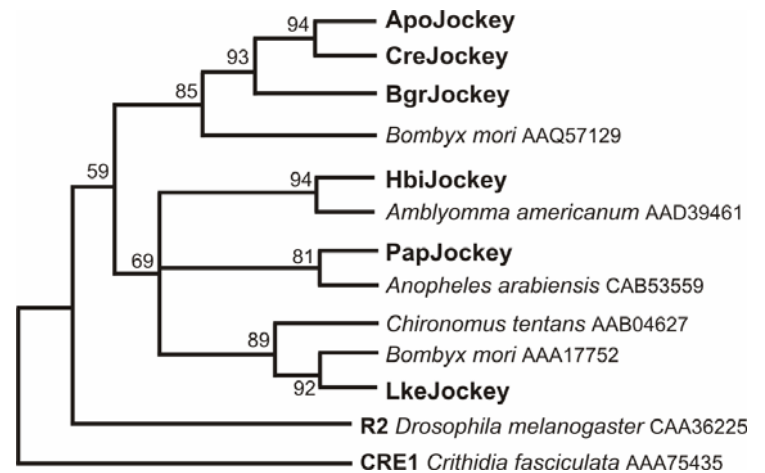 94 ApoJockey
CreJockey
93
BgrJockey
85
Bombyx mori AAQ57129
59
94 HbiJockey
Amblyomma americanum AAD39461
69
81 PapJockey
Anopheles arabiensis CAB53559
Chironomus tentans AAB04627
89
Bombyx mori AAA17752
92 LkeJockey
R2 Drosophila melanogaster CAA36225
CRE1 Crithidia fasciculata AAA75435